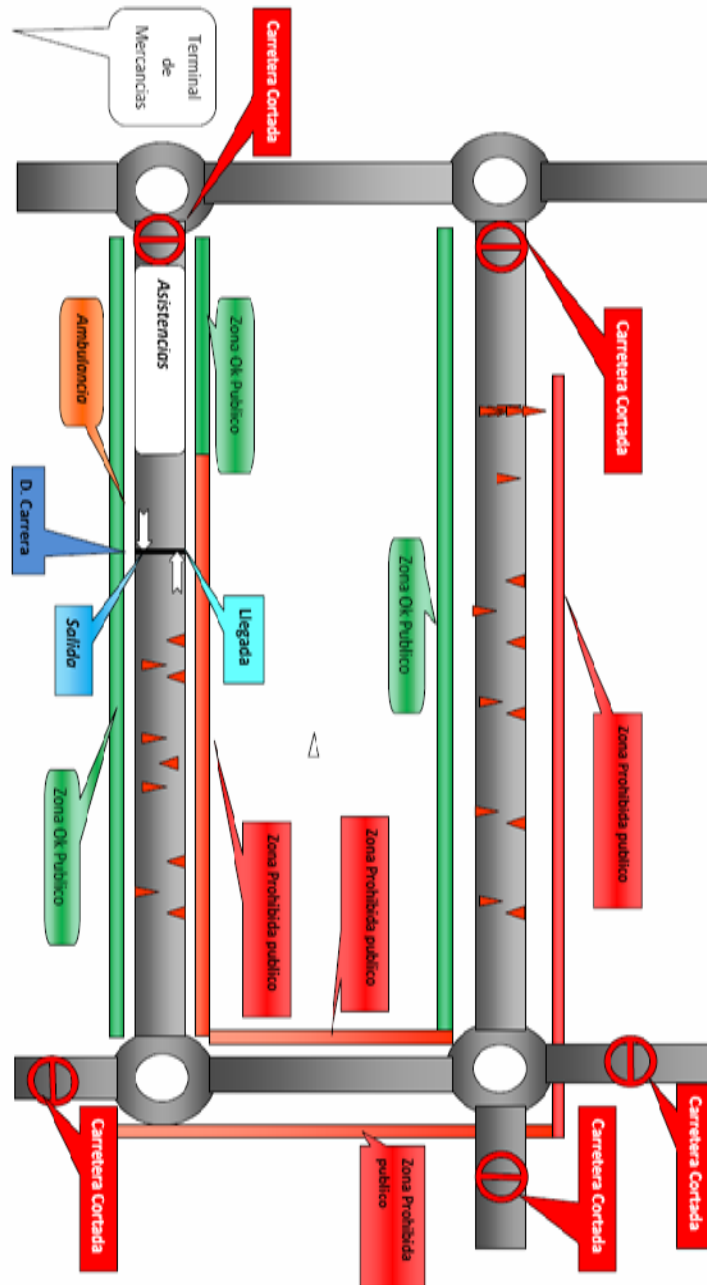 Carretera Cortada
Carretera Cortada
Zona Prohibida publico
Carretera Cortada
Zona Ok Publico
Zona Prohibida
publico
Zona Prohibida publico
Carretera Cortada
Zona Prohibida publico
Zona Ok Publico
Llegada
Terminal
de
Mercancias
Asistencias
Ambulancia
Salida
Zona Ok Publico
Carretera Cortada
D. Carrera